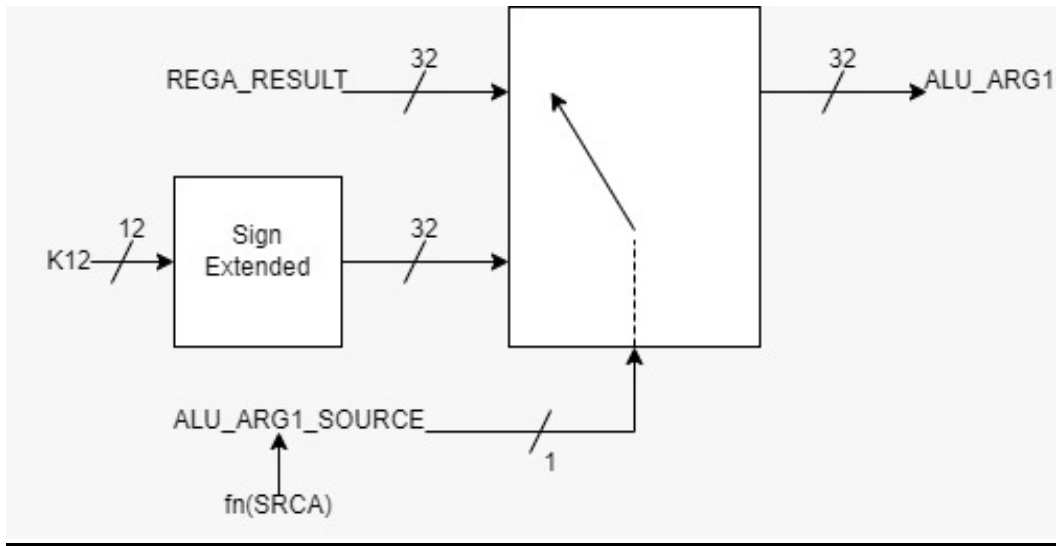 32
32
REGA_RESULT
ALU_ARG1
12
32
K12
Sign
Extended
ALU_ARG1_SOURCE
1
fn(SRCA)